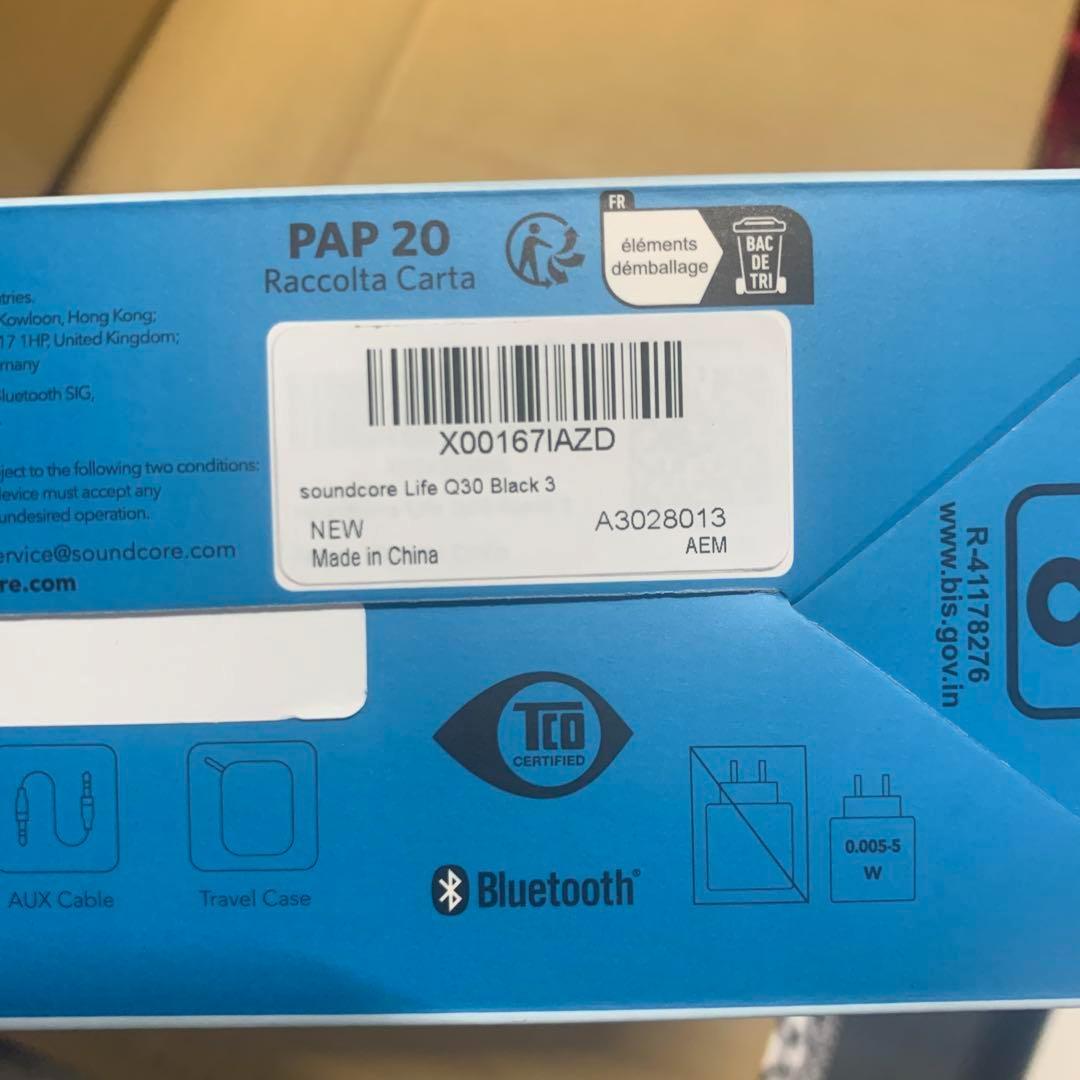 PAP 20
Raccolta Carta
FR
éléments
démballage
BAC
DE
TRI
Kowloon, Hong Kong;
17 1HP, United Kingdom;
Bluetooth SIG,
ject to the following two conditions:
device must accept any
undesired operation.
ervice@soundcore.com
re.com
X00167IAZD
soundcore Life Q30 Black 3
NEW
A3028013
Made in China
AEM
R-41178276
www.bis.gov.in
TCO
CERTIFIED
0.005-5
W
AUX Cable
Travel Case
Bluetooth®